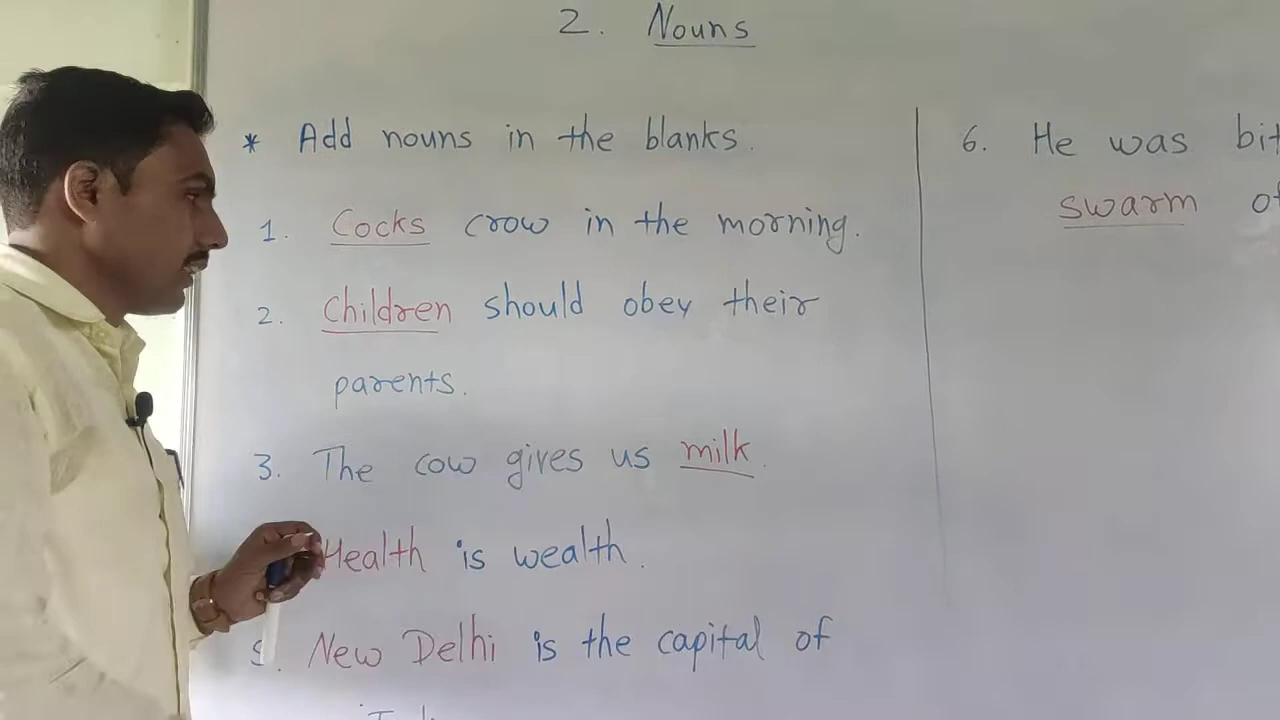 2. Nouns
* Add nouns in the blanks.
1. Cocks crow in the morning.
2. Children should obey their
parents.
3. The cow gives us milk.
Health is wealth.
5. New Delhi is the capital of
6. He was bit
swarm of